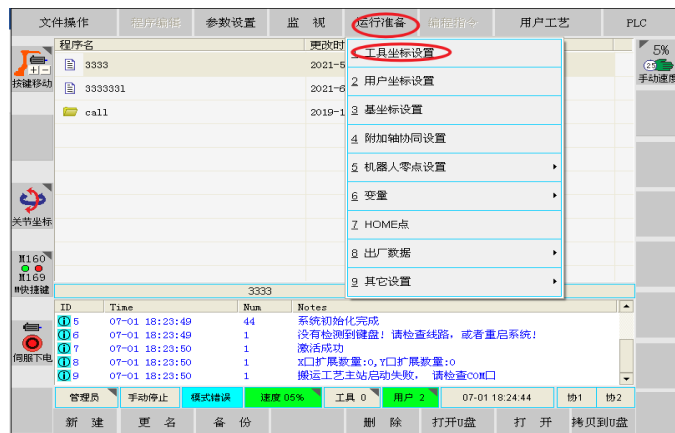 文件操作 程序编辑 参数设置 监 视 运行准备 编程指令 用户工艺 PLC
程序名 更改时
3333 2021-5
3333331 2021-6
call 2019-1
1 工具坐标设置
2 用户坐标设置
3 基坐标设置
4 附加轴协同设置
5 机器人零点设置
6 变量
7 HOME点
8 出厂数据
9 其它设置
按键移动
关节坐标
M160
M169
M快捷键
伺服下电
5%
手动速度
3333
ID Time Num Notes
5 07-01 18:23:49 44 系统初始化完成
6 07-01 18:23:49 1 没有检测到键盘！请检查线路，或者重启系统！
7 07-01 18:23:50 1 激活成功
8 07-01 18:23:50 1 X口扩展数量:0,Y口扩展数量:0
9 07-01 18:23:50 1 搬运工艺主站启动失败， 请检查COM口
管理员 手动停止 模式错误 速度 05% 工具 0 用户 2 07-01 18:24:44 协1 协2
新 建 更 名 备 份 删 除 打开U盘 打 开 拷贝到U盘